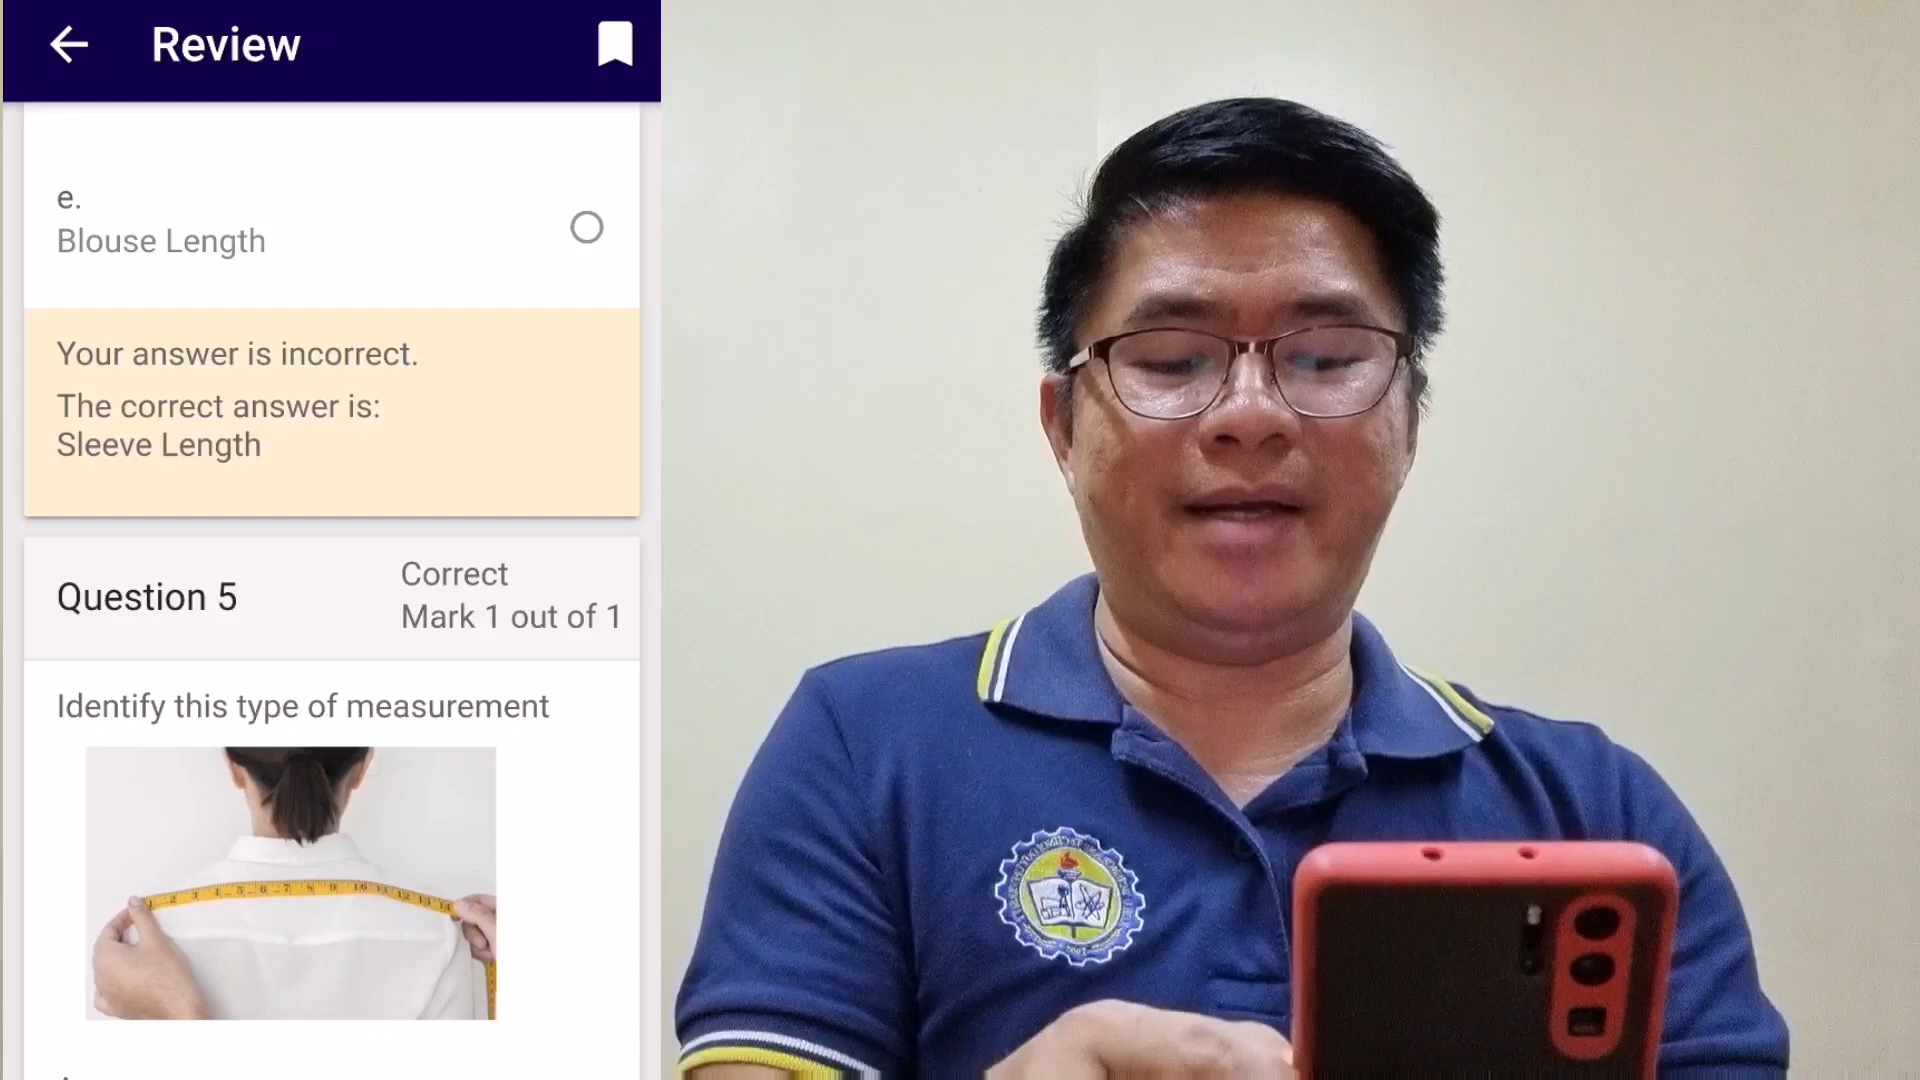 Review
e.
Blouse Length
Your answer is incorrect.
The correct answer is:
Sleeve Length
Question 5
Correct
Mark 1 out of 1
Identify this type of measurement